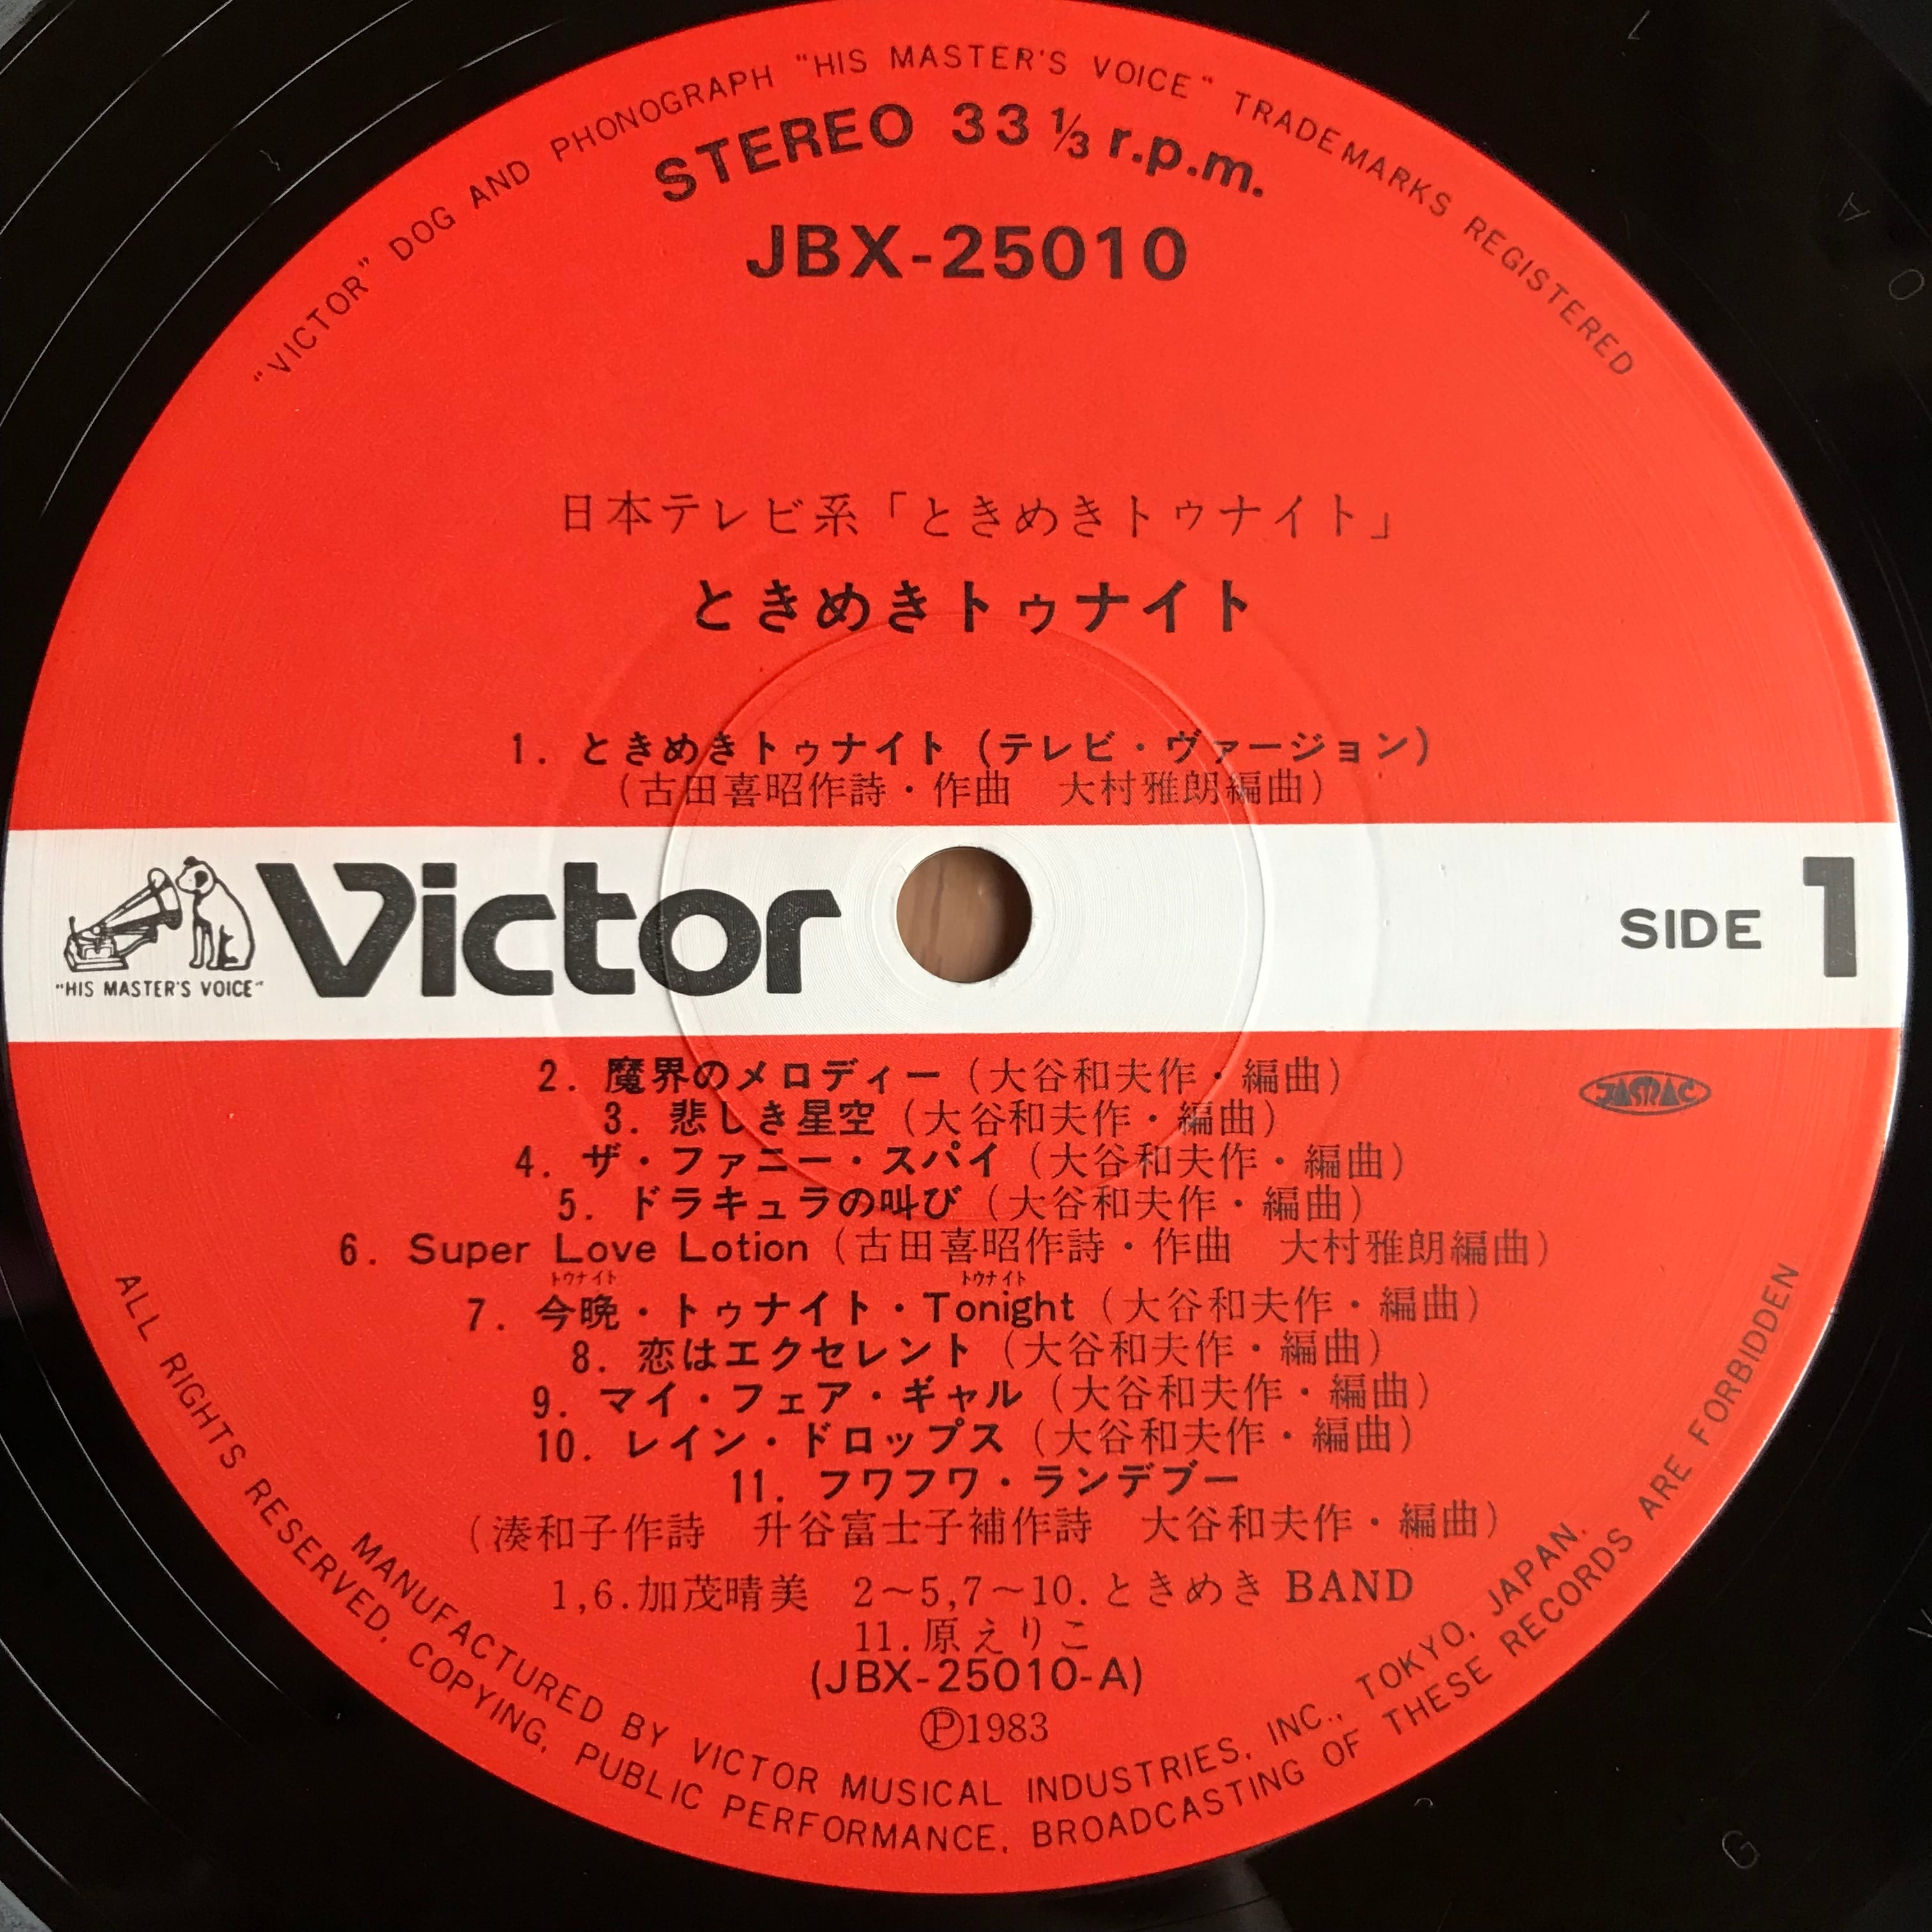 "VICTOR" DOG AND PHONOGRAPH "HIS MASTER'S VOICE" TRADEMARKS REGISTERED
STEREO 33 ⅓ r.p.m.
JBX-25010
日本テレビ系「ときめきトゥナイト」
ときめきトゥナイト
1. ときめきトゥナイト (テレビ・ヴァージョン)
(古田喜昭作詩・作曲　大村雅朗編曲)
"HIS MASTER'S VOICE"
Victor
SIDE 1
2. 魔界のメロディー (大谷和夫作・編曲)
JASRAC
3. 悲しき星空 (大谷和夫作・編曲)
4. ザ・ファニー・スパイ (大谷和夫作・編曲)
5. ドラキュラの叫び (大谷和夫作・編曲)
6. Super Love Lotion (古田喜昭作詩・作曲　大村雅朗編曲)
トゥナイト　トゥナイト
7. 今晩・トゥナイト・Tonight (大谷和夫作・編曲)
8. 恋はエクセレント (大谷和夫作・編曲)
9. マイ・フェア・ギャル (大谷和夫作・編曲)
10. レイン・ドロップス (大谷和夫作・編曲)
11. フワフワ・ランデブー
(湊和子作詩　升谷富士子補作詩　大谷和夫作・編曲)
1,6.加茂晴美　2～5,7～10.ときめき BAND
11.原えりこ
(JBX-25010-A)
Ⓟ1983
MANUFACTURED BY VICTOR MUSICAL INDUSTRIES, INC., TOKYO, JAPAN.
ALL RIGHTS RESERVED, COPYING, PUBLIC PERFORMANCE, BROADCASTING OF THESE RECORDS ARE FORBIDDEN